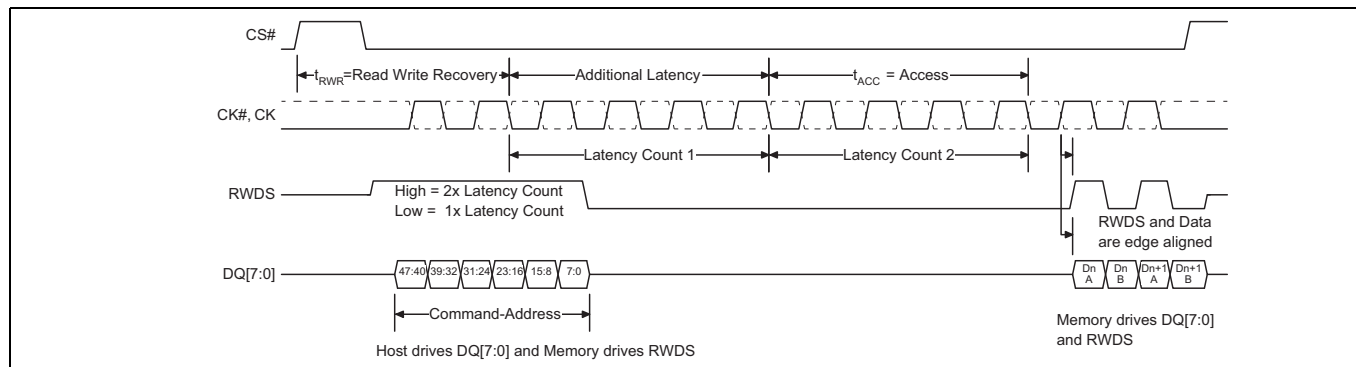 CS#
tRWR=Read Write Recovery
Additional Latency
tACC = Access
CK#, CK
Latency Count 1
Latency Count 2
RWDS
High = 2x Latency Count
Low = 1x Latency Count
RWDS and Data
are edge aligned
DQ[7:0]
47:40 39:32 31:24 23:16 15:8 7:0
Dn A
Dn B
Dn+1 A
Dn+1 B
Command-Address
Host drives DQ[7:0] and Memory drives RWDS
Memory drives DQ[7:0]
and RWDS